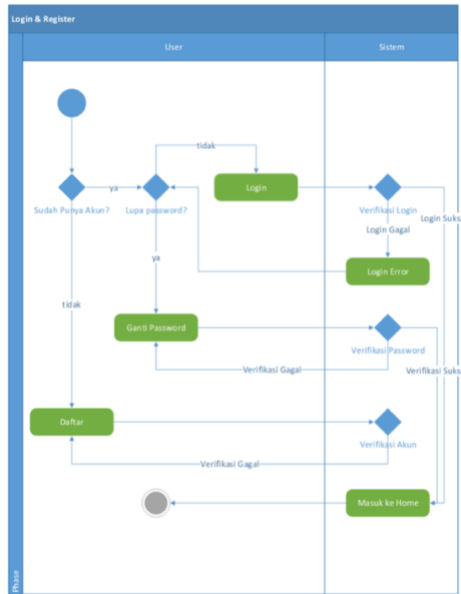 Login & Register
User
Sistem
tidak
ya
Login
Sudah Punya Akun?
Lupa password?
Verifikasi Login
Login Suks
Login Gagal
ya
Login Error
tidak
Ganti Password
Verifikasi Password
Verifikasi Gagal
Verifikasi Suks
Daftar
Verifikasi Akun
Verifikasi Gagal
Masuk ke Home
Phase